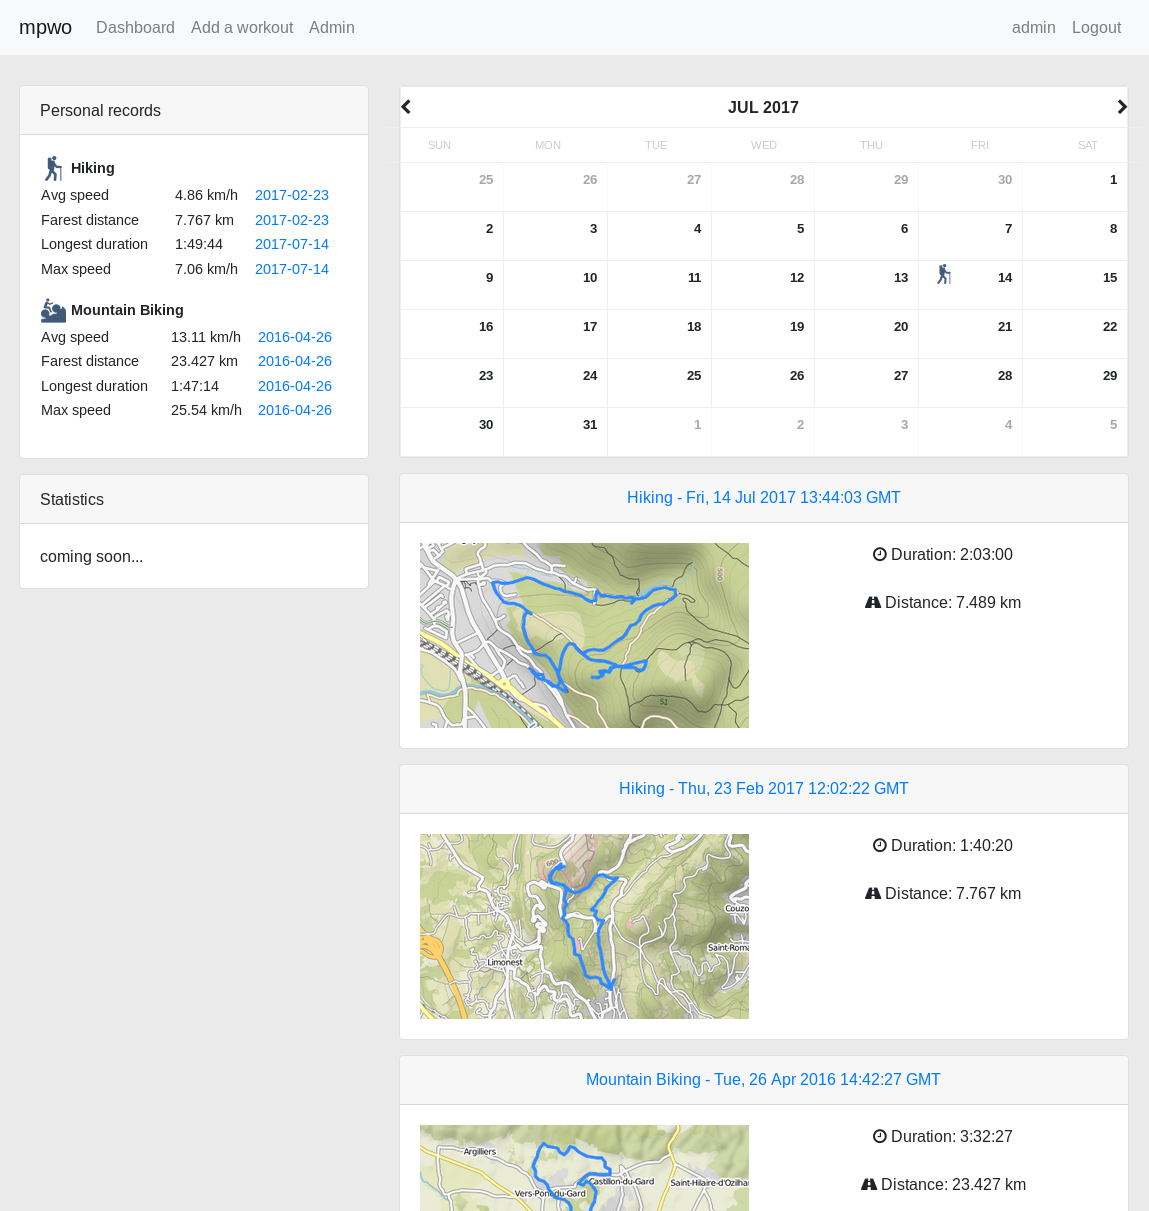 mpwo Dashboard Add a workout Admin admin Logout
Personal records
Hiking
Avg speed 4.86 km/h 2017-02-23
Farest distance 7.767 km 2017-02-23
Longest duration 1:49:44 2017-07-14
Max speed 7.06 km/h 2017-07-14
Mountain Biking
Avg speed 13.11 km/h 2016-04-26
Farest distance 23.427 km 2016-04-26
Longest duration 1:47:14 2016-04-26
Max speed 25.54 km/h 2016-04-26
Statistics
coming soon...
JUL 2017
SUN MON TUE WED THU FRI SAT
25 26 27 28 29 30 1
2 3 4 5 6 7 8
9 10 11 12 13 14 15
16 17 18 19 20 21 22
23 24 25 26 27 28 29
30 31 1 2 3 4 5
Hiking - Fri, 14 Jul 2017 13:44:03 GMT
500
51
Duration: 2:03:00
Distance: 7.489 km
Hiking - Thu, 23 Feb 2017 12:02:22 GMT
600
Couzo
Saint-Roma
Limonest
Duration: 1:40:20
Distance: 7.767 km
Mountain Biking - Tue, 26 Apr 2016 14:42:27 GMT
Argilliers
Castillon-du-Gard
Saint-Hilaire-d'Ozilha
Vers-Pont-du-Gard
Duration: 3:32:27
Distance: 23.427 km